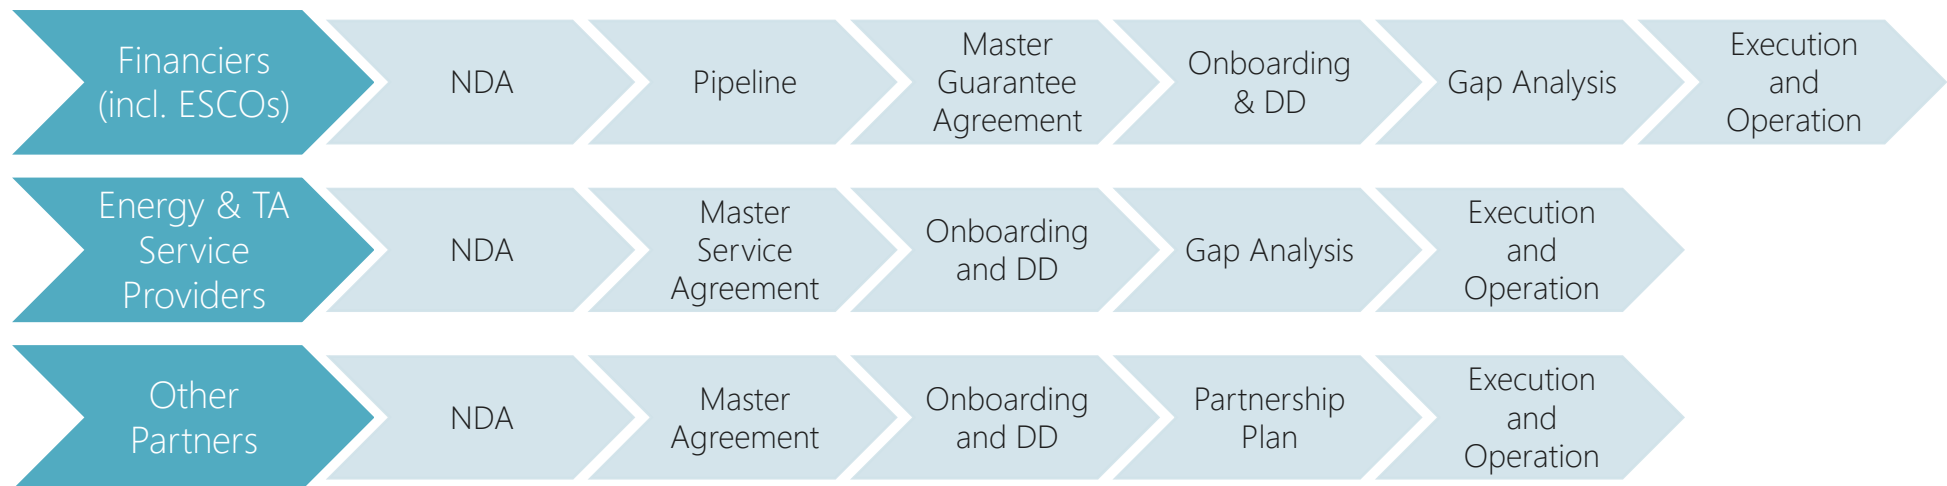 Financiers
(incl. ESCOs)
NDA
Pipeline
Master
Guarantee
Agreement
Onboarding
& DD
Gap Analysis
Execution
and
Operation
Energy & TA
Service
Providers
NDA
Master
Service
Agreement
Onboarding
and DD
Gap Analysis
Execution
and
Operation
Other
Partners
NDA
Master
Agreement
Onboarding
and DD
Partnership
Plan
Execution
and
Operation